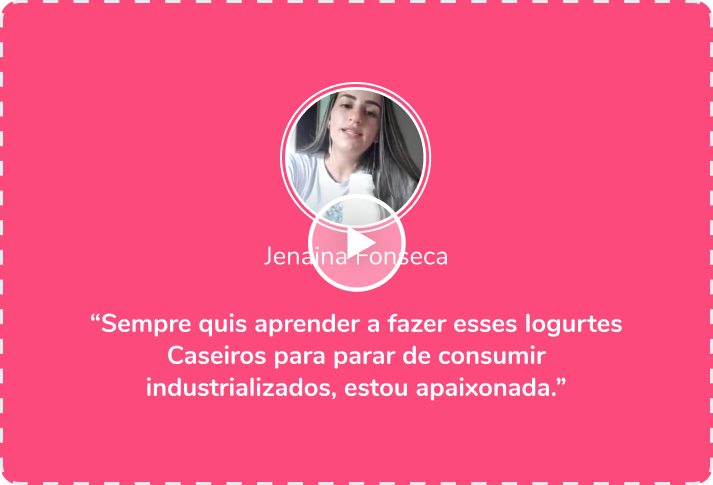 Jenaina Fonseca
“Sempre quis aprender a fazer esses Iogurtes
Caseiros para parar de consumir
industrializados, estou apaixonada.”